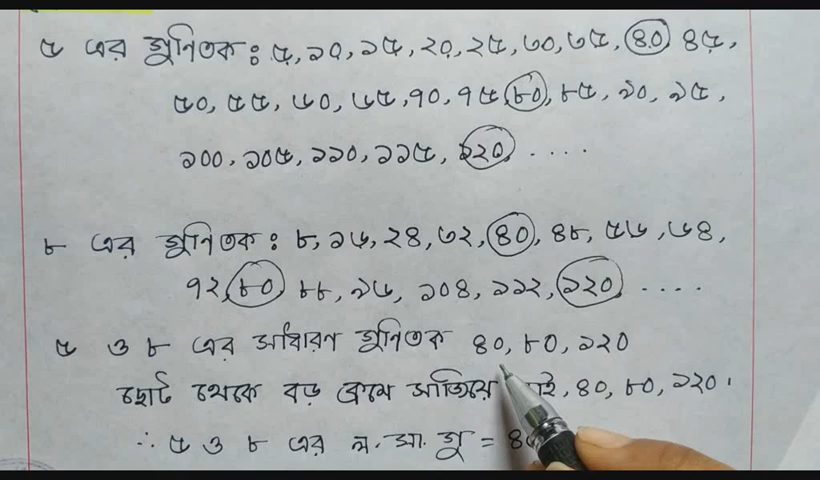 ৫ এর গুনিতক: ৫, ১০, ১৫, ২০, ২৫, ৩০, ৩৫, ৪০ ৪৫,
৫০, ৫৫, ৬০, ৬৫, ৭০, ৭৫, ৮০, ৮৫, ৯০, ৯৫,
১০০, ১০৫, ১১০, ১১৫, ১২০, ....
৮ এর গুনিতক: ৮, ১৬, ২৪, ৩২, ৪০, ৪৮, ৫৬, ৬৪,
৭২, ৮০ ৮৮, ৯৬, ১০৪, ১১২, ১২০, ....
৫ ও ৮ এর সাধারন গুনিতক ৪০, ৮০, ১২০
ছোট থেকে বড় ক্রমে সাজিয়ে ৪০, ৮০, ১২০।
∴ ৫ ও ৮ এর ল. সা. গু =